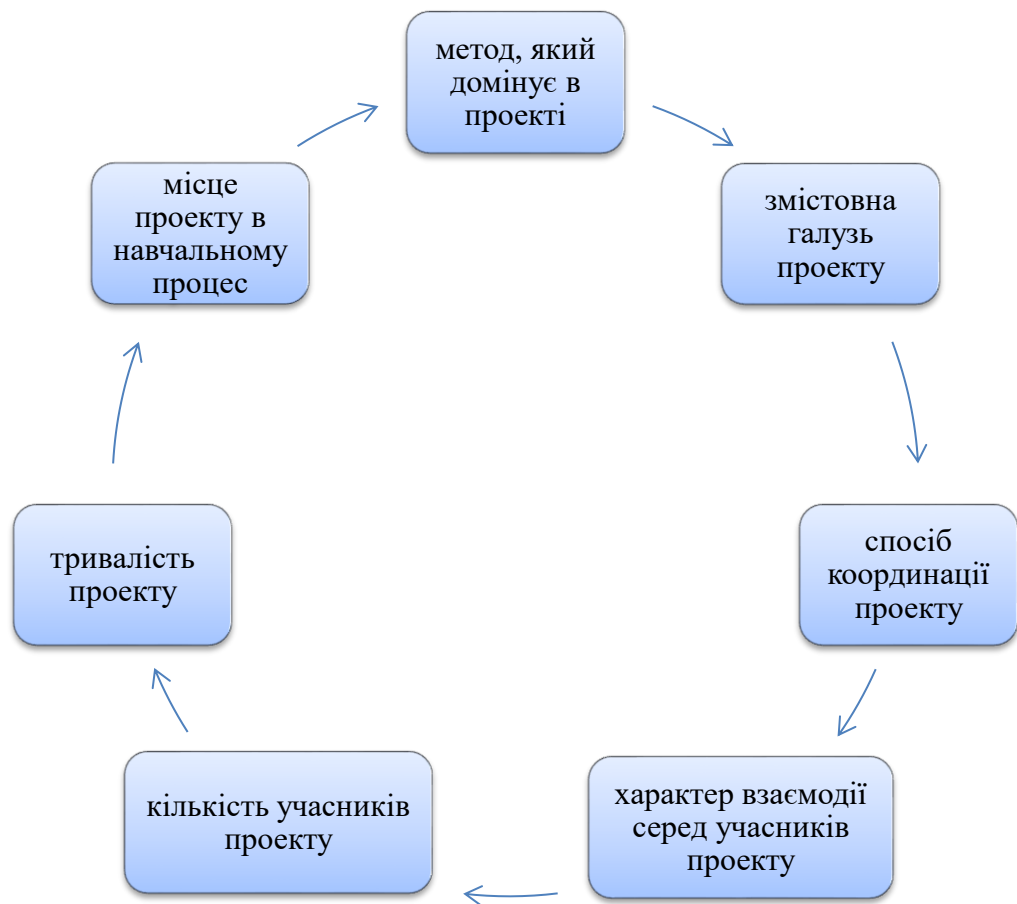 метод, який
домінує в
проекті
змістовна
галузь
проекту
спосіб
координації
проекту
характер взаємодії
серед учасників
проекту
кількість учасників
проекту
тривалість
проекту
місце
проекту в
навчальному
процес